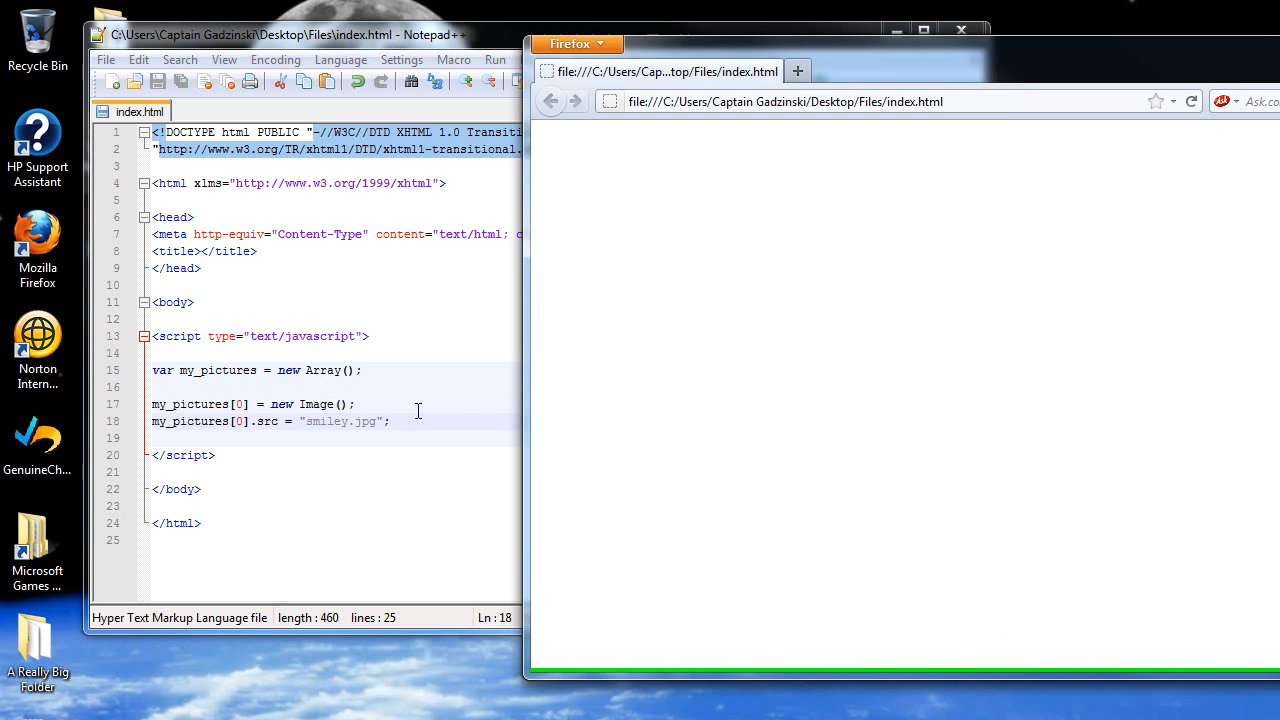 Recycle Bin
HP Support
Assistant
Mozilla
Firefox
Norton
Intern...
GenuineCh...
Microsoft
Games ...
A Really Big
Folder
C:\Users\Captain Gadzinski\Desktop\Files\index.html - Notepad++
File Edit Search View Encoding Language Settings Macro Run
index.html
1 <!DOCTYPE html PUBLIC "-//W3C//DTD XHTML 1.0 Transiti
2 "http://www.w3.org/TR/xhtml1/DTD/xhtml1-transitional.
3
4 <html xlms="http://www.w3.org/1999/xhtml">
5
6 <head>
7 <meta http-equiv="Content-Type" content="text/html; c
8 <title></title>
9 </head>
10
11 <body>
12
13 <script type="text/javascript">
14
15 var my_pictures = new Array();
16
17 my_pictures[0] = new Image();
18 my_pictures[0].src = "smiley.jpg";
19
20 </script>
21
22 </body>
23
24 </html>
25
Hyper Text Markup Language file length : 460 lines : 25 Ln : 18
Firefox
file:///C:/Users/Cap...top/Files/index.html
file:///C:/Users/Captain Gadzinski/Desktop/Files/index.html
Ask
Ask.co